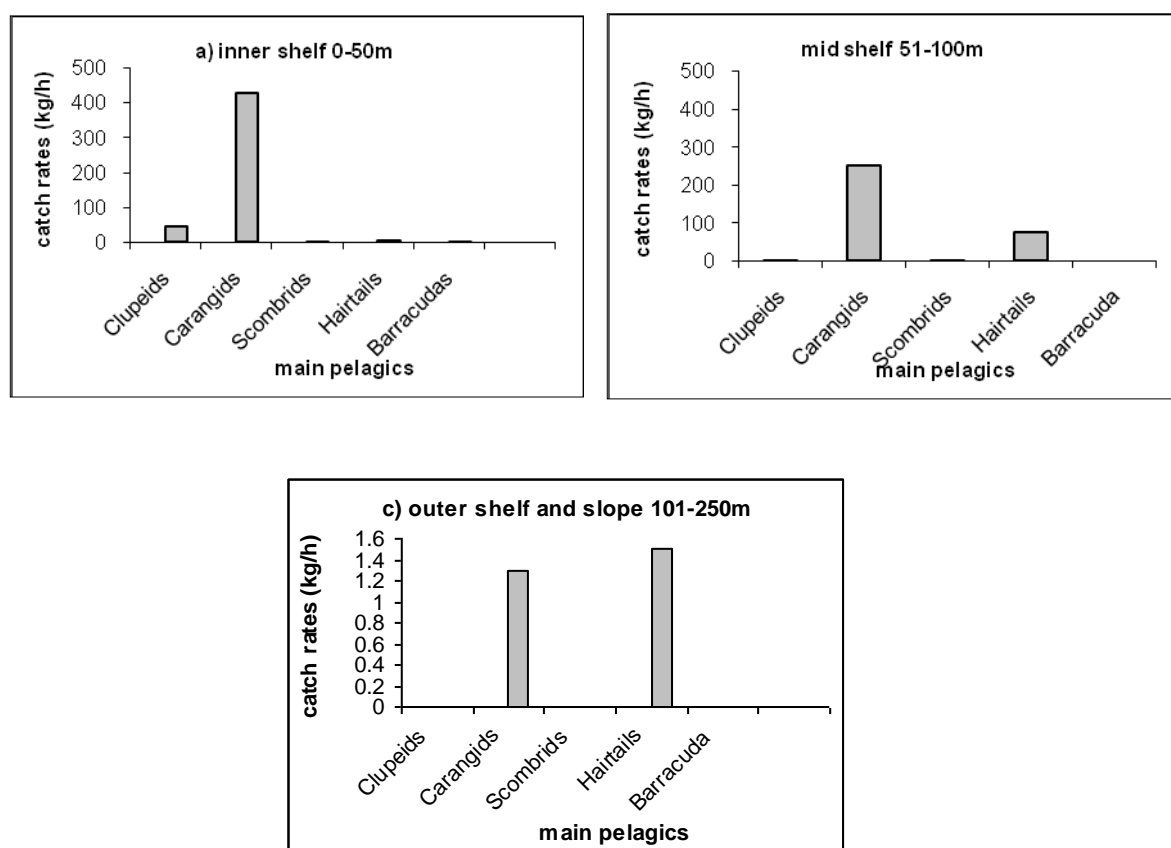 a) inner shelf 0-50m
catch rates (kg/h)
500
400
300
200
100
0
Clupeids
Carangids
Scombrids
Hairtails
Barracudas
main pelagics
mid shelf 51-100m
catch rates (kg/h)
500
400
300
200
100
0
Clupeids
Carangids
Scombrids
Hairtails
Barracuda
main pelagics
c) outer shelf and slope 101-250m
catch rates (kg/h)
1.6
1.4
1.2
1
0.8
0.6
0.4
0.2
0
Clupeids
Carangids
Scombrids
Hairtails
Barracuda
main pelagics